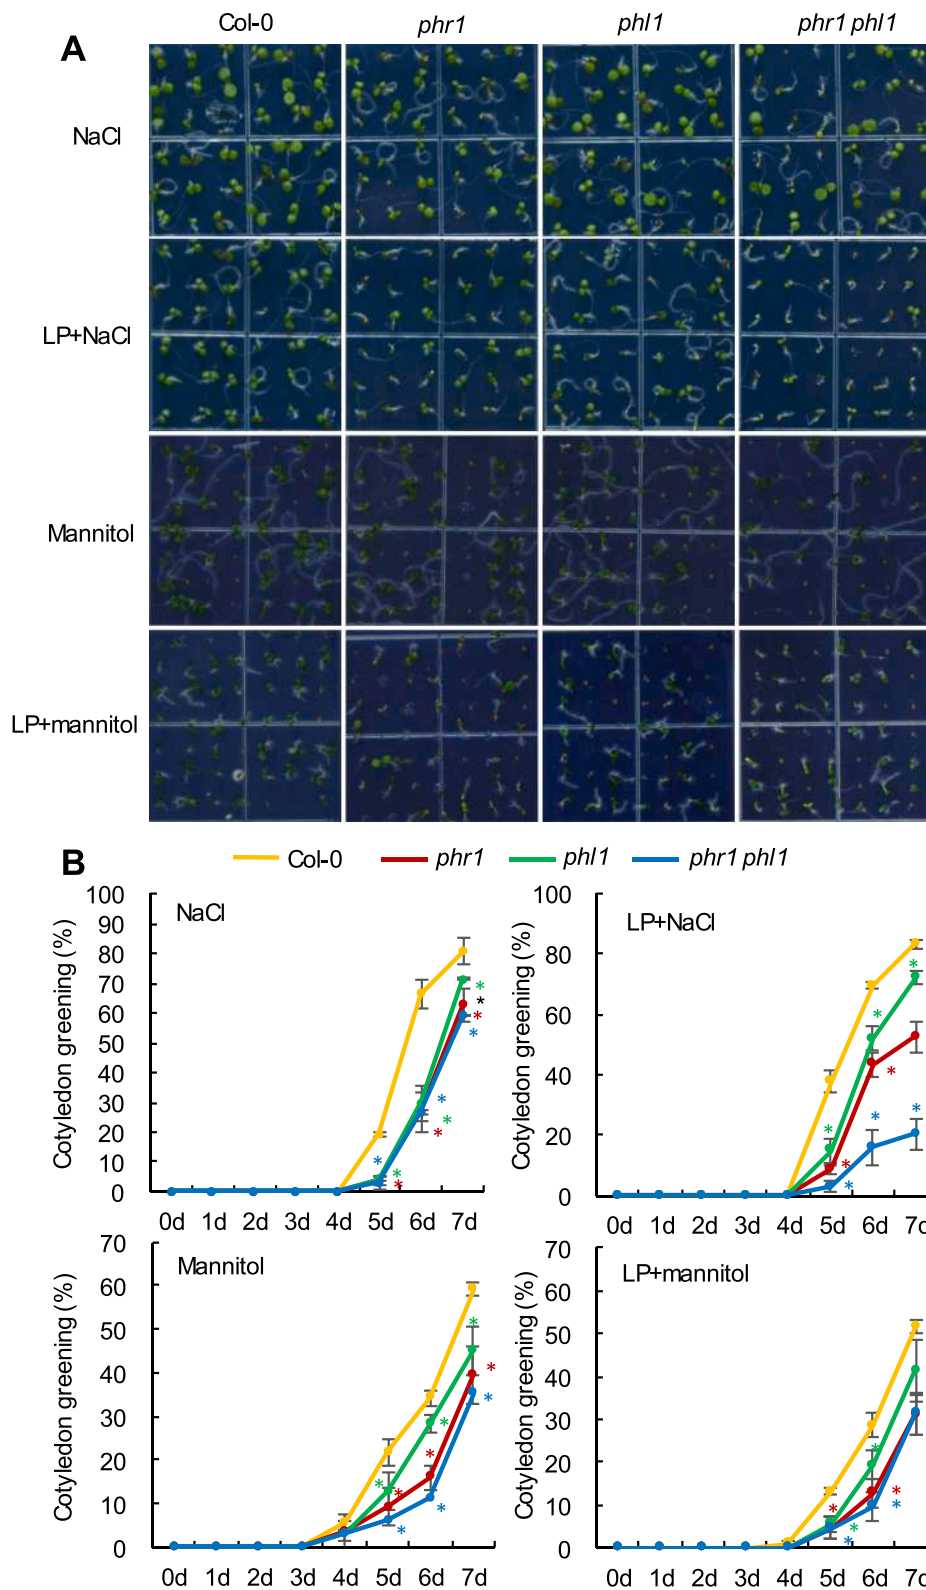 Col-0 phr1 phl1 phr1 phl1
A
NaCl
LP+NaCl
Mannitol
LP+mannitol
B
Col-0 phr1 phl1 phr1 phl1
NaCl
Cotyledon greening (%)
100
90
80
70
60
50
40
30
20
10
0
0d 1d 2d 3d 4d 5d 6d 7d
* * * * * * * * * *
LP+NaCl
Cotyledon greening (%)
100
80
60
40
20
0
0d 1d 2d 3d 4d 5d 6d 7d
* * * * * * * *
Mannitol
Cotyledon greening (%)
70
60
50
40
30
20
10
0
0d 1d 2d 3d 4d 5d 6d 7d
* * * * * * * * *
LP+mannitol
Cotyledon greening (%)
70
60
50
40
30
20
10
0
0d 1d 2d 3d 4d 5d 6d 7d
* * * * * *